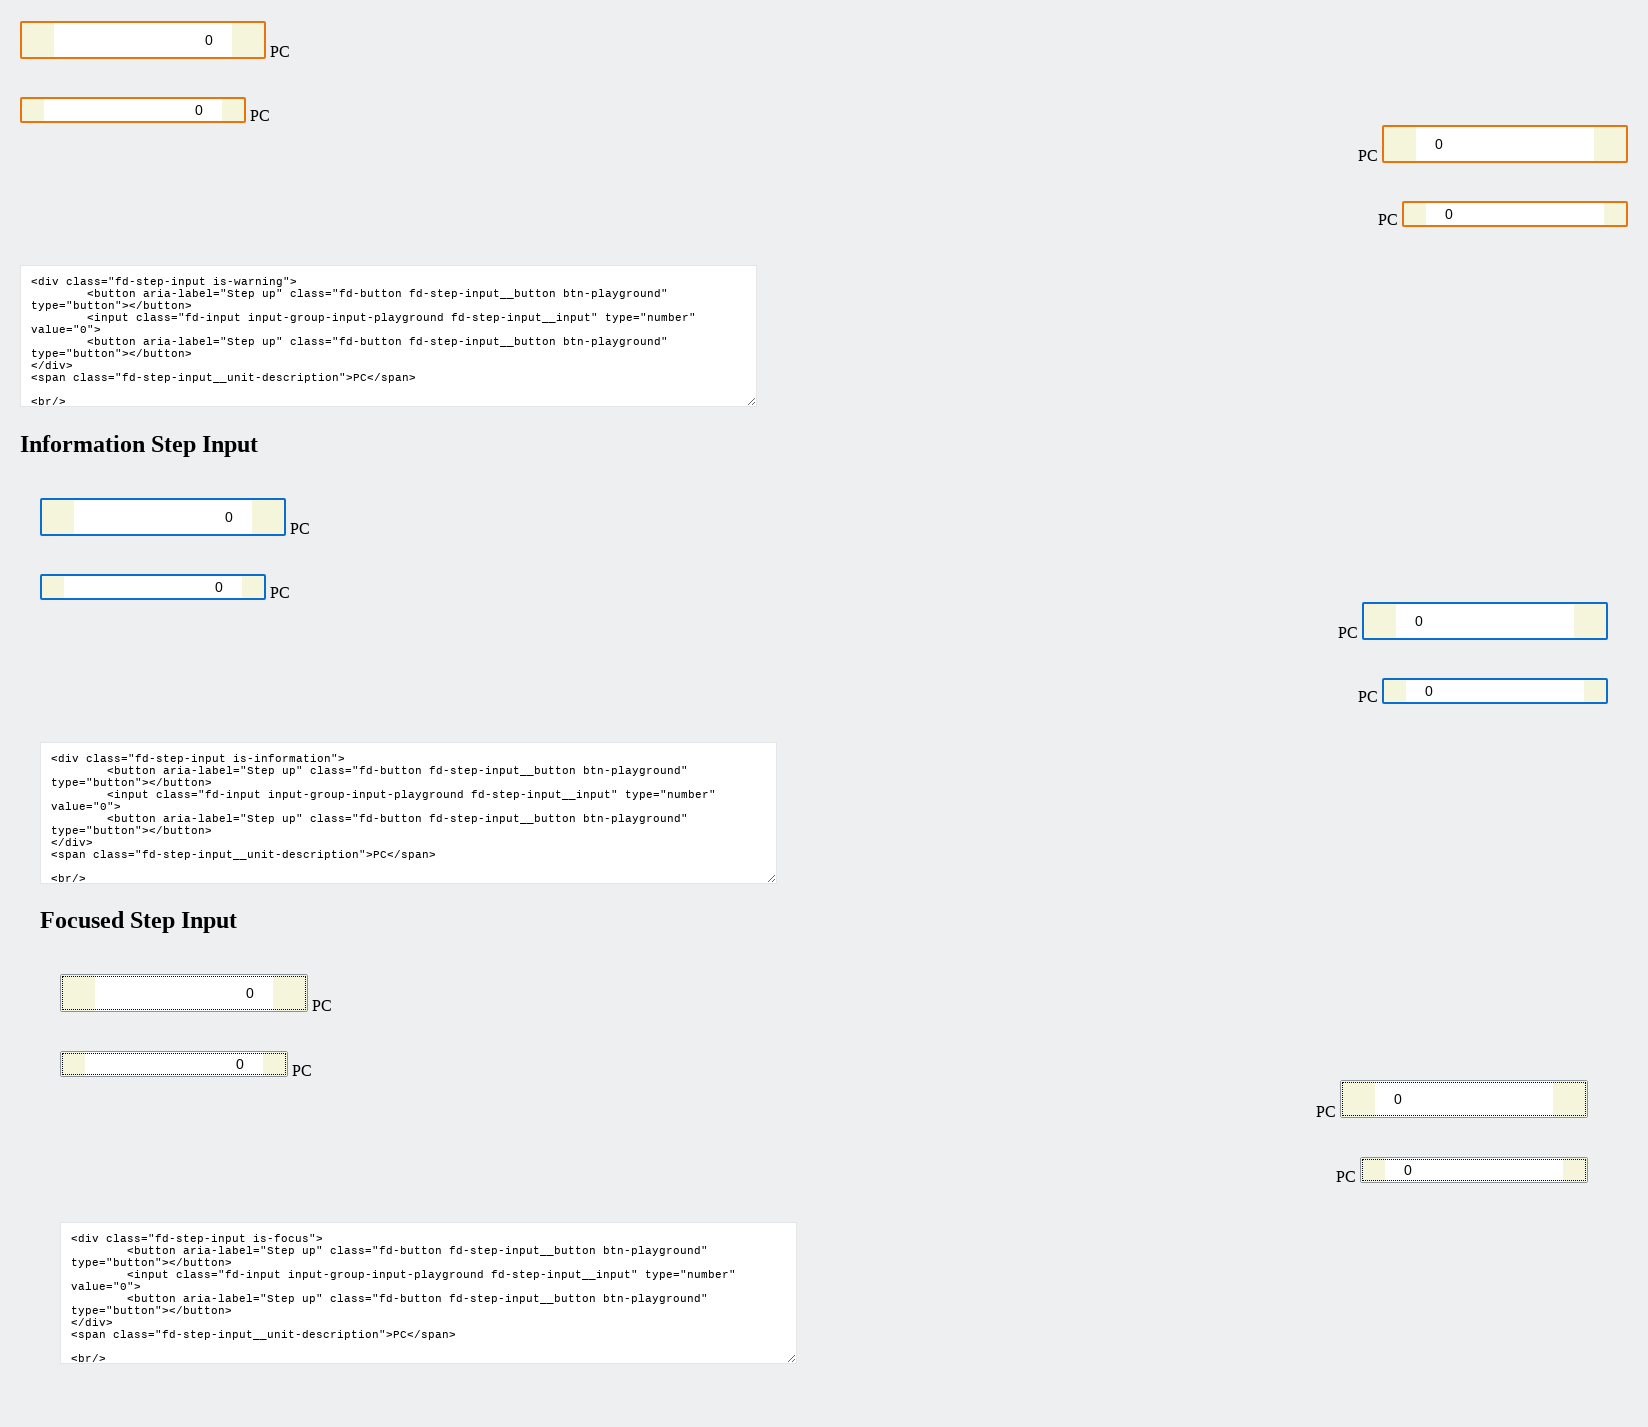 0 PC
0 PC
PC 0
PC 0
<div class="fd-step-input is-warning">
        <button aria-label="Step up" class="fd-button fd-step-input__button btn-playground"
type="button"></button>
        <input class="fd-input input-group-input-playground fd-step-input__input" type="number"
value="0">
        <button aria-label="Step up" class="fd-button fd-step-input__button btn-playground"
type="button"></button>
</div>
<span class="fd-step-input__unit-description">PC</span>
<br/>
Information Step Input
0 PC
0 PC
PC 0
PC 0
<div class="fd-step-input is-information">
        <button aria-label="Step up" class="fd-button fd-step-input__button btn-playground"
type="button"></button>
        <input class="fd-input input-group-input-playground fd-step-input__input" type="number"
value="0">
        <button aria-label="Step up" class="fd-button fd-step-input__button btn-playground"
type="button"></button>
</div>
<span class="fd-step-input__unit-description">PC</span>
<br/>
Focused Step Input
0 PC
0 PC
PC 0
PC 0
<div class="fd-step-input is-focus">
        <button aria-label="Step up" class="fd-button fd-step-input__button btn-playground"
type="button"></button>
        <input class="fd-input input-group-input-playground fd-step-input__input" type="number"
value="0">
        <button aria-label="Step up" class="fd-button fd-step-input__button btn-playground"
type="button"></button>
</div>
<span class="fd-step-input__unit-description">PC</span>
<br/>